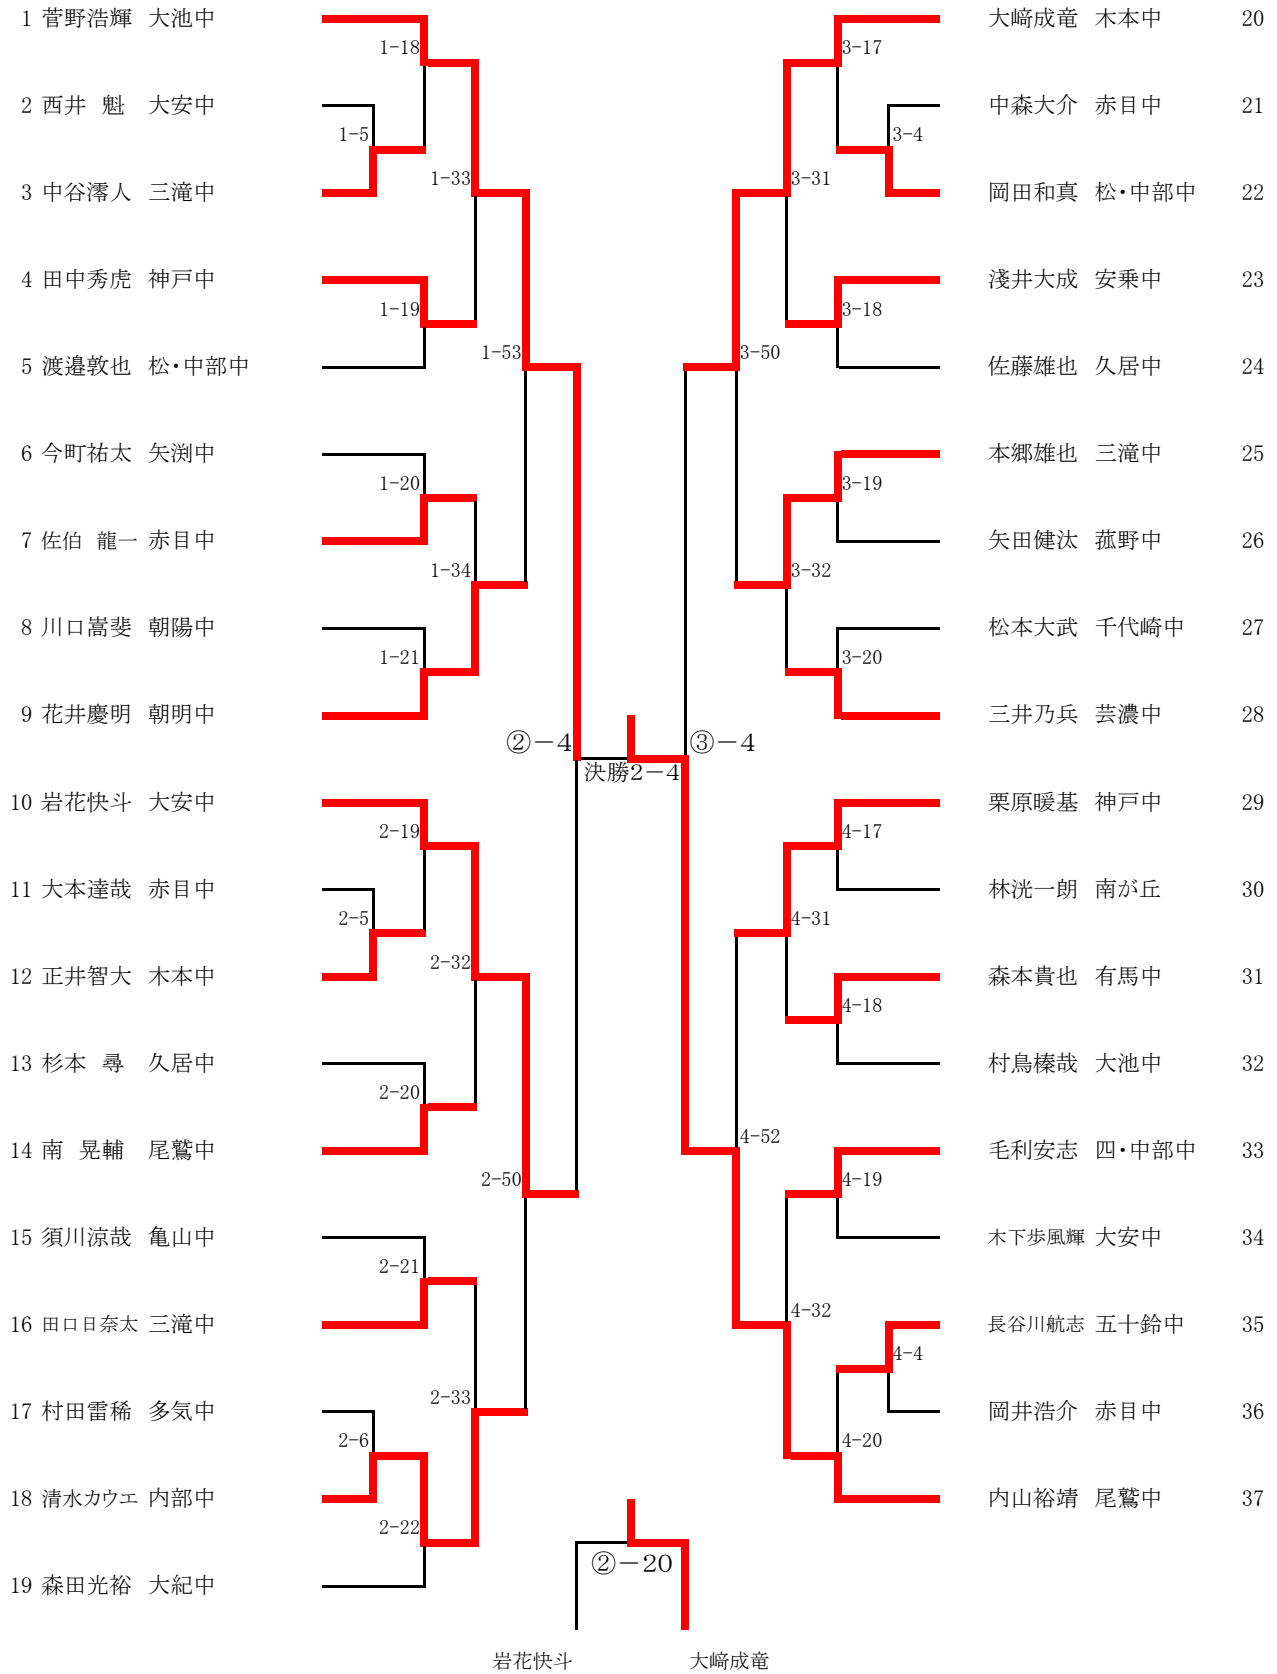 1 菅野浩輝 大池中
2 西井 魁 大安中
3 中谷澪人 三滝中
4 田中秀虎 神戸中
5 渡邉敦也 松・中部中
6 今町祐太 矢渕中
7 佐伯 龍一 赤目中
8 川口嵩斐 朝陽中
9 花井慶明 朝明中
10 岩花快斗 大安中
11 大本達哉 赤目中
12 正井智大 木本中
13 杉本 尋 久居中
14 南 晃輔 尾鷲中
15 須川涼哉 亀山中
16 田口日奈太 三滝中
17 村田雷稀 多気中
18 清水カウエ 内部中
19 森田光裕 大紀中
1-18
1-5
1-33
1-19
1-53
1-20
1-34
1-21
②-4
2-19
2-5
2-32
2-20
2-50
2-21
2-33
2-6
2-22
決勝2-4
②-20
岩花快斗 大﨑成竜
3-17
3-4
3-31
3-18
3-50
3-19
3-32
3-20
③-4
4-17
4-31
4-18
4-52
4-19
4-32
4-4
4-20
大﨑成竜 木本中 20
中森大介 赤目中 21
岡田和真 松・中部中 22
淺井大成 安乗中 23
佐藤雄也 久居中 24
本郷雄也 三滝中 25
矢田健汰 菰野中 26
松本大武 千代崎中 27
三井乃兵 芸濃中 28
栗原暖基 神戸中 29
林洸一朗 南が丘 30
森本貴也 有馬中 31
村鳥榛哉 大池中 32
毛利安志 四・中部中 33
木下歩風輝 大安中 34
長谷川航志 五十鈴中 35
岡井浩介 赤目中 36
内山裕靖 尾鷲中 37